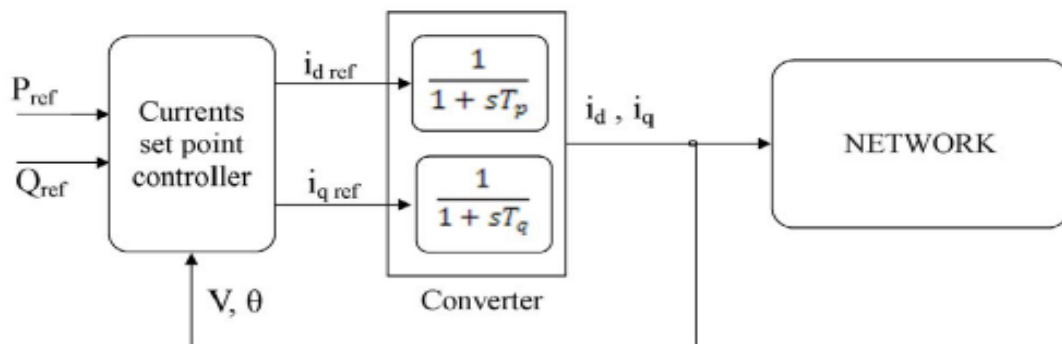 P_ref
Q_ref
Currents
set point
controller
V, θ
i_d ref
i_q ref
1
1 + sT_p
1
1 + sT_q
Converter
i_d , i_q
NETWORK